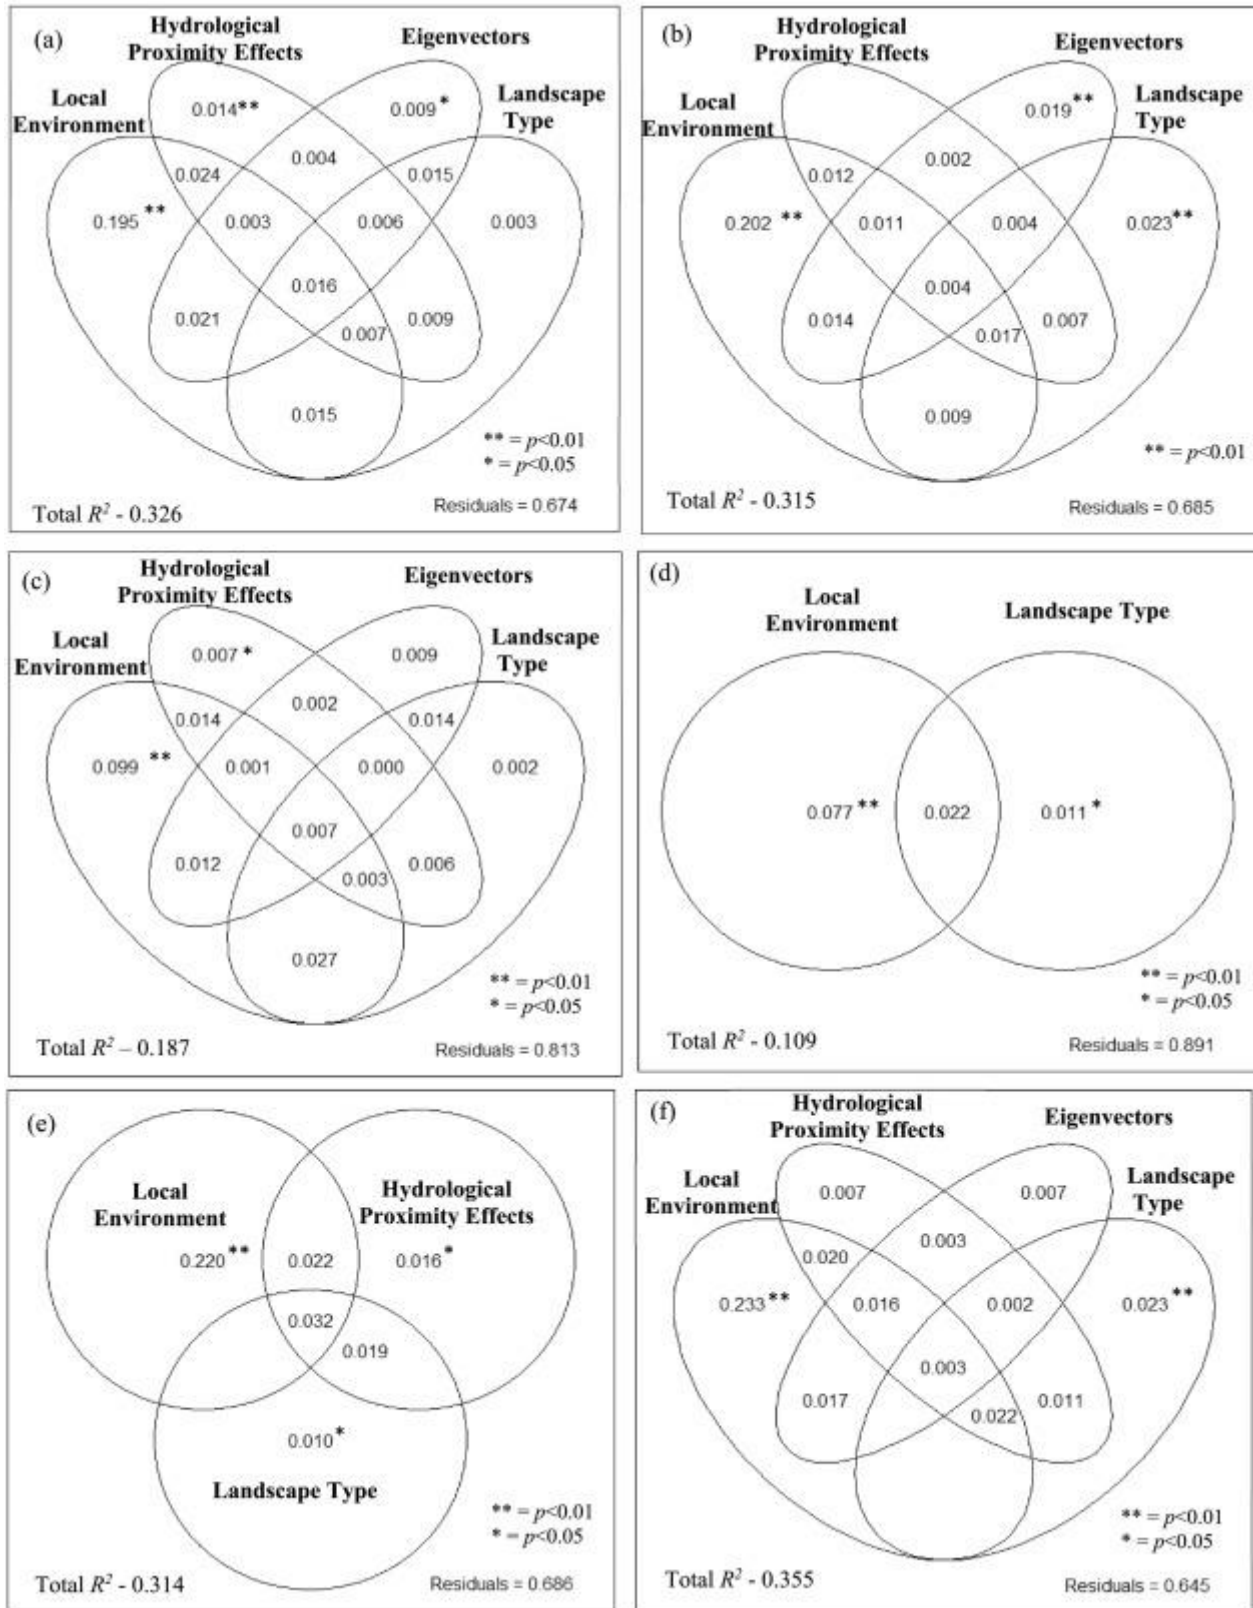 (a)
Hydrological
Proximity Effects
Eigenvectors
Local
Environment
Landscape
Type
0.014**
0.009 *
0.004
0.024
0.015
0.195 **
0.003
0.006
0.003
0.016
0.021
0.007
0.009
0.015
** = p<0.01
* = p<0.05
Total R² - 0.326
Residuals = 0.674
(b)
Hydrological
Proximity Effects
Eigenvectors
Local
Environment
Landscape
Type
0.019**
0.002
0.012
0.202 **
0.011
0.004
0.023**
0.004
0.014
0.017
0.007
0.009
** = p<0.01
Total R² - 0.315
Residuals = 0.685
(c)
Hydrological
Proximity Effects
Eigenvectors
Local
Environment
Landscape
Type
0.007 *
0.009
0.002
0.014
0.014
0.099 **
0.001
0.000
0.002
0.007
0.012
0.003
0.006
0.027
** = p<0.01
* = p<0.05
Total R² – 0.187
Residuals = 0.813
(d)
Local
Environment
Landscape Type
0.077**
0.022
0.011 *
** = p<0.01
* = p<0.05
Total R² - 0.109
Residuals = 0.891
(e)
Local
Environment
Hydrological
Proximity Effects
0.220 **
0.022
0.016*
0.032
0.019
0.010*
Landscape Type
** = p<0.01
* = p<0.05
Total R² - 0.314
Residuals = 0.686
(f)
Hydrological
Proximity Effects
Eigenvectors
Local
Environment
Landscape
Type
0.007
0.007
0.003
0.020
0.233**
0.016
0.002
0.023 **
0.003
0.017
0.022
0.011
** = p<0.01
* = p<0.05
Total R² - 0.355
Residuals = 0.645